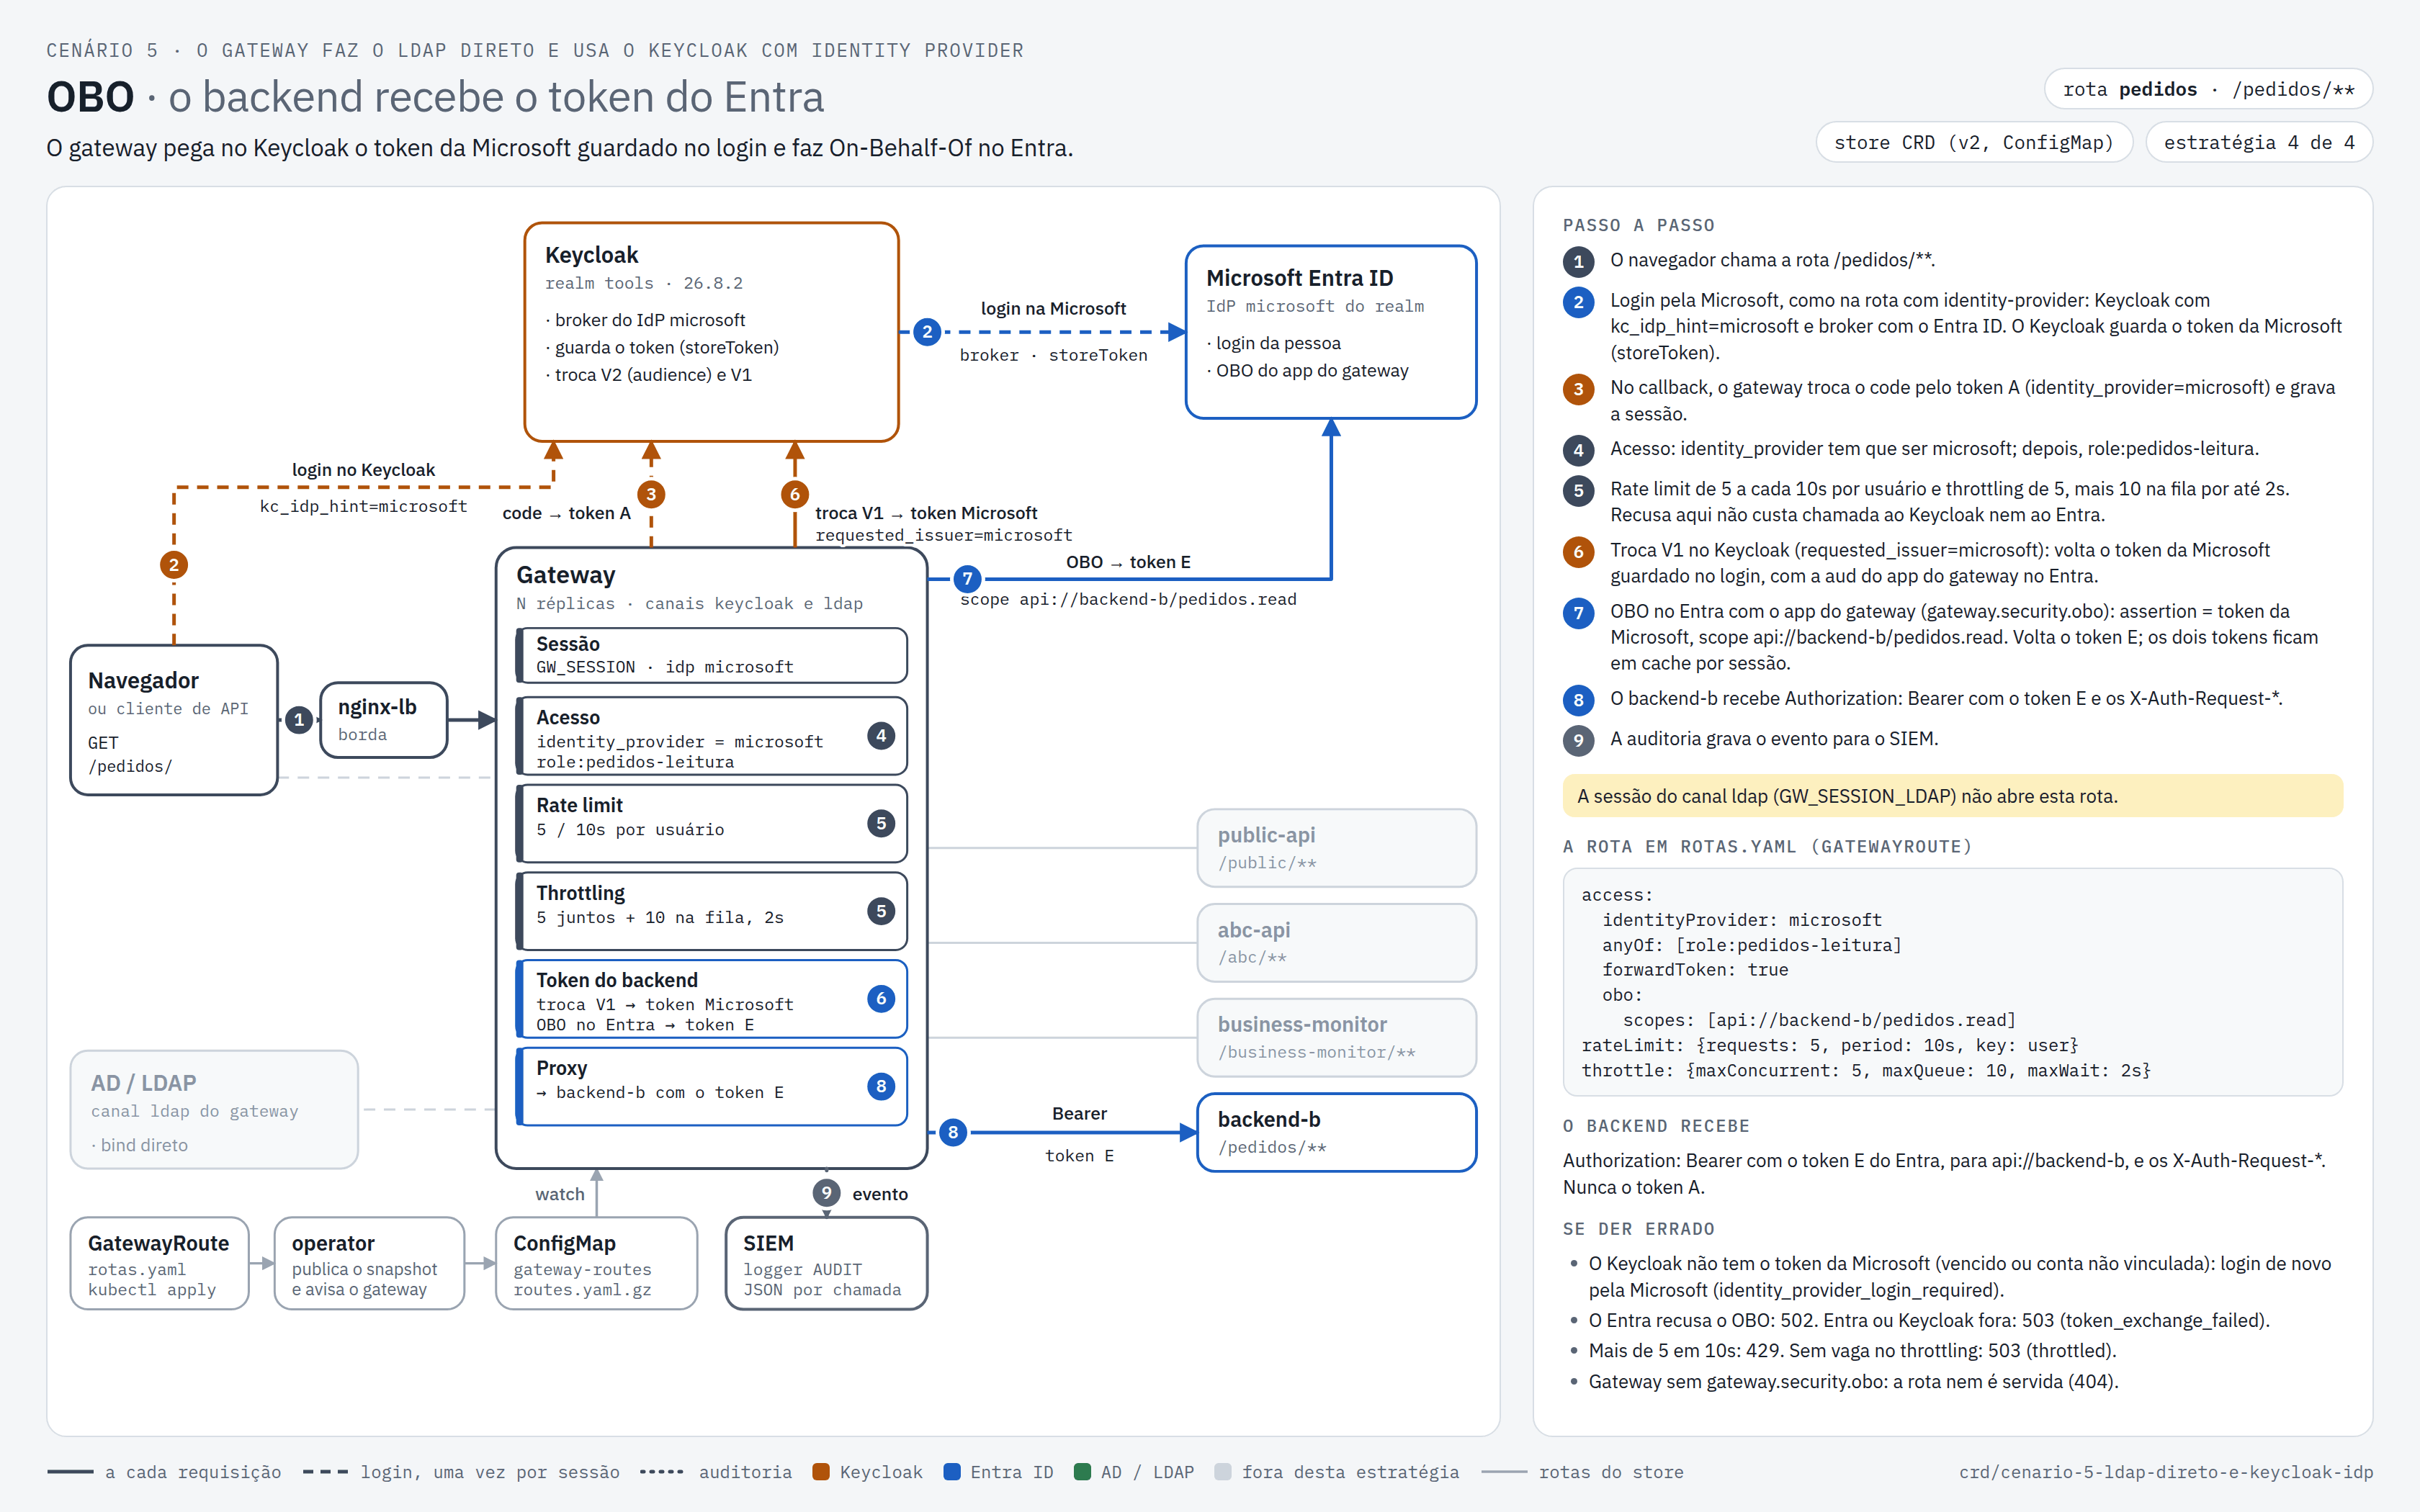 CENÁRIO 5 · O GATEWAY FAZ O LDAP DIRETO E USA O KEYCLOAK COM IDENTITY PROVIDER
OBO · o backend recebe o token do Entra
O gateway pega no Keycloak o token da Microsoft guardado no login e faz On-Behalf-Of no Entra.
rota pedidos · /pedidos/**
store CRD (v2, ConfigMap)
estratégia 4 de 4
Keycloak
realm tools · 26.8.2
· broker do IdP microsoft
· guarda o token (storeToken)
· troca V2 (audience) e V1
2
login na Microsoft
broker · storeToken
Microsoft Entra ID
IdP microsoft do realm
· login da pessoa
· OBO do app do gateway
login no Keycloak
kc_idp_hint=microsoft
2
code → token A
3
6
troca V1 → token Microsoft
requested_issuer=microsoft
7
OBO → token E
scope api://backend-b/pedidos.read
Navegador
ou cliente de API
GET
/pedidos/
1
nginx-lb
borda
Gateway
N réplicas · canais keycloak e ldap
Sessão
GW_SESSION · idp microsoft
Acesso
identity_provider = microsoft
role:pedidos-leitura
4
Rate limit
5 / 10s por usuário
5
Throttling
5 juntos + 10 na fila, 2s
5
Token do backend
troca V1 → token Microsoft
OBO no Entra → token E
6
Proxy
→ backend-b com o token E
8
public-api
/public/**
abc-api
/abc/**
business-monitor
/business-monitor/**
8
Bearer
token E
backend-b
/pedidos/**
AD / LDAP
canal ldap do gateway
· bind direto
watch
9
evento
GatewayRoute
rotas.yaml
kubectl apply
operator
publica o snapshot
e avisa o gateway
ConfigMap
gateway-routes
routes.yaml.gz
SIEM
logger AUDIT
JSON por chamada
PASSO A PASSO
1 O navegador chama a rota /pedidos/**.
2 Login pela Microsoft, como na rota com identity-provider: Keycloak com
kc_idp_hint=microsoft e broker com o Entra ID. O Keycloak guarda o token da Microsoft
(storeToken).
3 No callback, o gateway troca o code pelo token A (identity_provider=microsoft) e grava
a sessão.
4 Acesso: identity_provider tem que ser microsoft; depois, role:pedidos-leitura.
5 Rate limit de 5 a cada 10s por usuário e throttling de 5, mais 10 na fila por até 2s.
Recusa aqui não custa chamada ao Keycloak nem ao Entra.
6 Troca V1 no Keycloak (requested_issuer=microsoft): volta o token da Microsoft
guardado no login, com a aud do app do gateway no Entra.
7 OBO no Entra com o app do gateway (gateway.security.obo): assertion = token da
Microsoft, scope api://backend-b/pedidos.read. Volta o token E; os dois tokens ficam
em cache por sessão.
8 O backend-b recebe Authorization: Bearer com o token E e os X-Auth-Request-*.
9 A auditoria grava o evento para o SIEM.
A sessão do canal ldap (GW_SESSION_LDAP) não abre esta rota.
A ROTA EM ROTAS.YAML (GATEWAYROUTE)
access:
  identityProvider: microsoft
  anyOf: [role:pedidos-leitura]
  forwardToken: true
  obo:
    scopes: [api://backend-b/pedidos.read]
rateLimit: {requests: 5, period: 10s, key: user}
throttle: {maxConcurrent: 5, maxQueue: 10, maxWait: 2s}
O BACKEND RECEBE
Authorization: Bearer com o token E do Entra, para api://backend-b, e os X-Auth-Request-*.
Nunca o token A.
SE DER ERRADO
• O Keycloak não tem o token da Microsoft (vencido ou conta não vinculada): login de novo
pela Microsoft (identity_provider_login_required).
• O Entra recusa o OBO: 502. Entra ou Keycloak fora: 503 (token_exchange_failed).
• Mais de 5 em 10s: 429. Sem vaga no throttling: 503 (throttled).
• Gateway sem gateway.security.obo: a rota nem é servida (404).
a cada requisição
login, uma vez por sessão
auditoria
Keycloak
Entra ID
AD / LDAP
fora desta estratégia
rotas do store
crd/cenario-5-ldap-direto-e-keycloak-idp